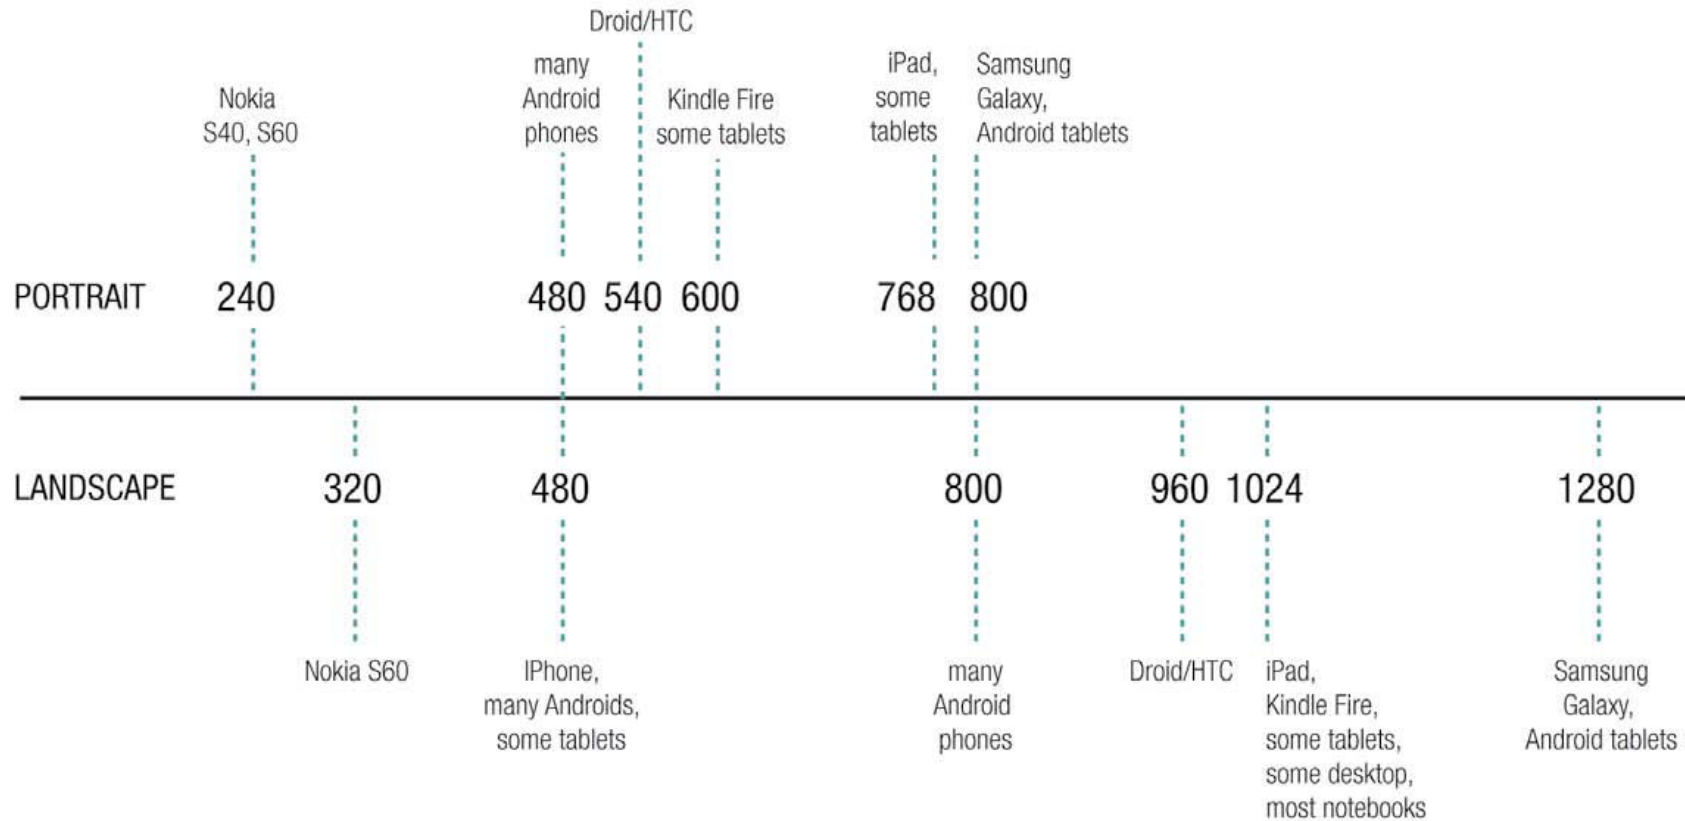 Droid/HTC
many
Android
phones
Nokia
S40, S60
Kindle Fire
some tablets
iPad,
some
tablets
Samsung
Galaxy,
Android tablets
PORTRAIT 240 480 540 600 768 800
LANDSCAPE 320 480 800 960 1024 1280
Nokia S60
IPhone,
many Androids,
some tablets
many
Android
phones
Droid/HTC
iPad,
Kindle Fire,
some tablets,
some desktop,
most notebooks
Samsung
Galaxy,
Android tablets